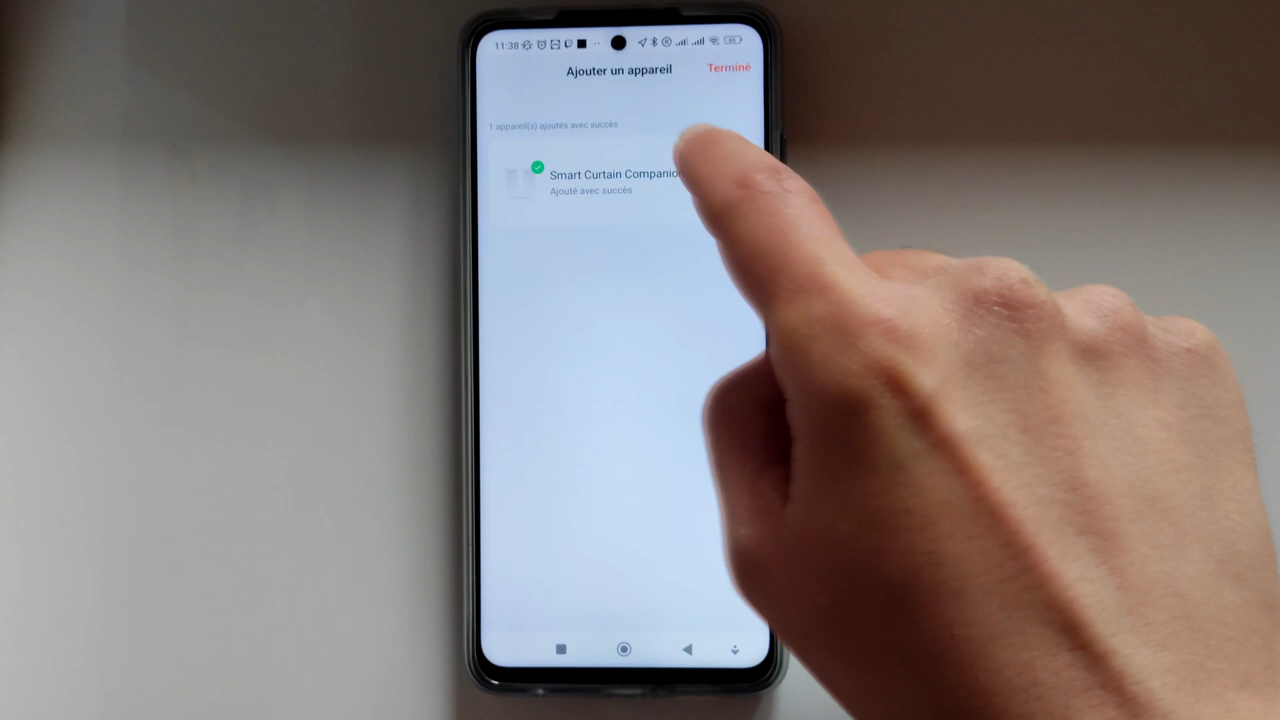 11:38
Ajouter un appareil
Terminé
1 appareil(s) ajoutés avec succès
Smart Curtain Companion
Ajouté avec succès